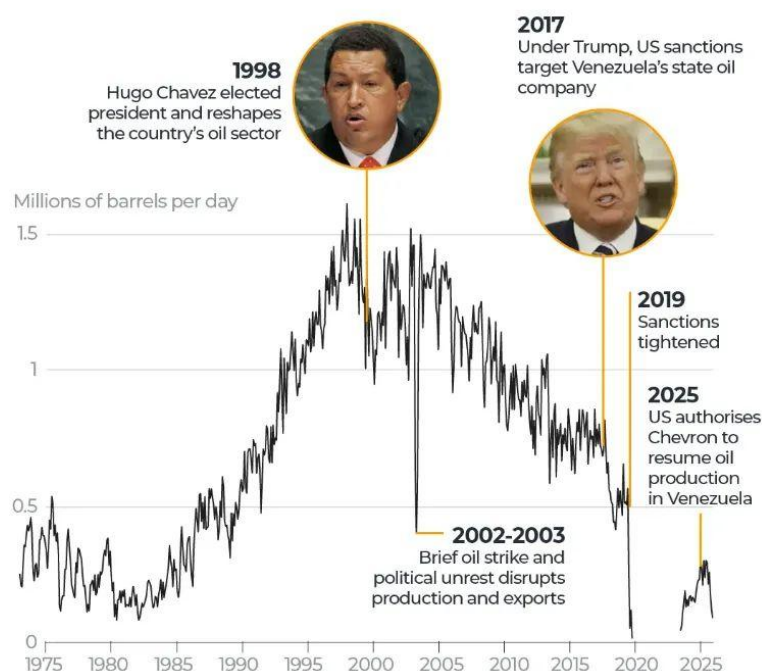 1998
Hugo Chavez elected
president and reshapes
the country's oil sector
2017
Under Trump, US sanctions
target Venezuela's state oil
company
Millions of barrels per day
1.5
1
0.5
0
2019
Sanctions
tightened
2025
US authorises
Chevron to
resume oil
production
in Venezuela
2002-2003
Brief oil strike and
political unrest disrupts
production and exports
1975 1980 1985 1990 1995 2000 2005 2010 2015 2020 2025